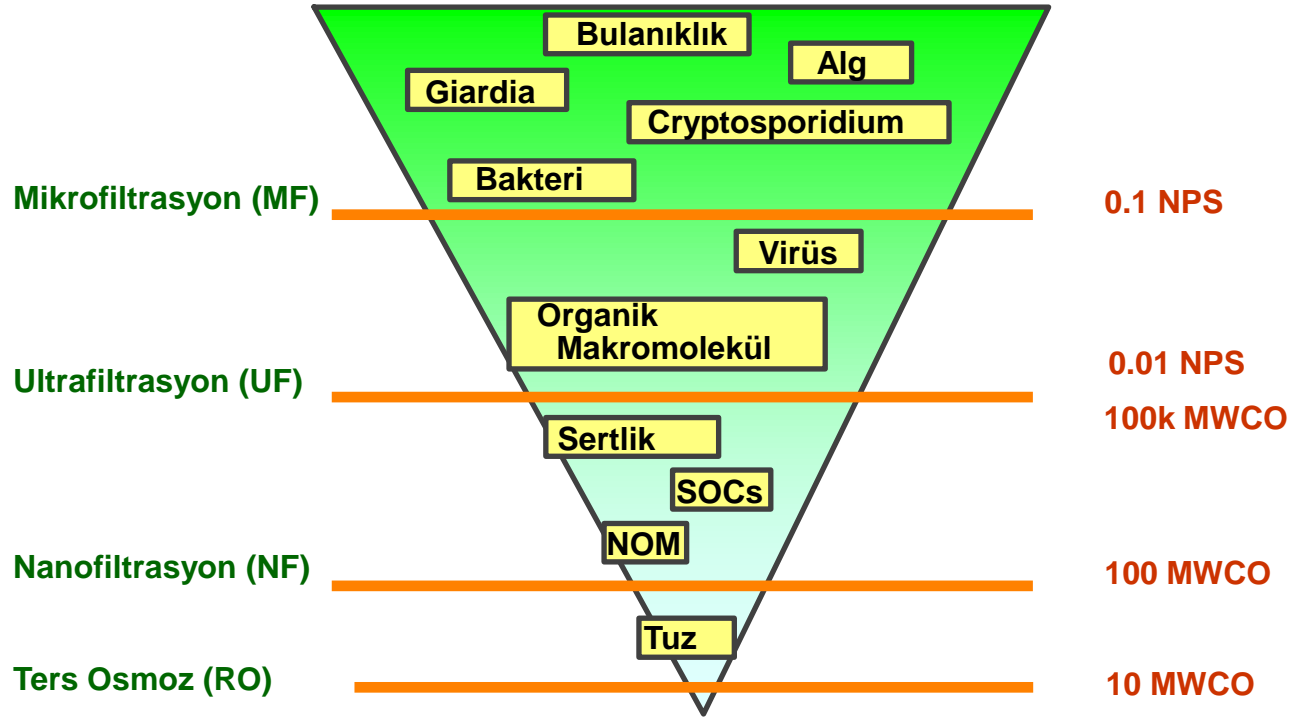 Bulanıklık
Alg
Giardia
Cryptosporidium
Bakteri
Mikrofiltrasyon (MF)
0.1 NPS
Virüs
Organik
Makromolekül
Ultrafiltrasyon (UF)
0.01 NPS
100k MWCO
Sertlik
SOCs
NOM
Nanofiltrasyon (NF)
100 MWCO
Tuz
Ters Osmoz (RO)
10 MWCO